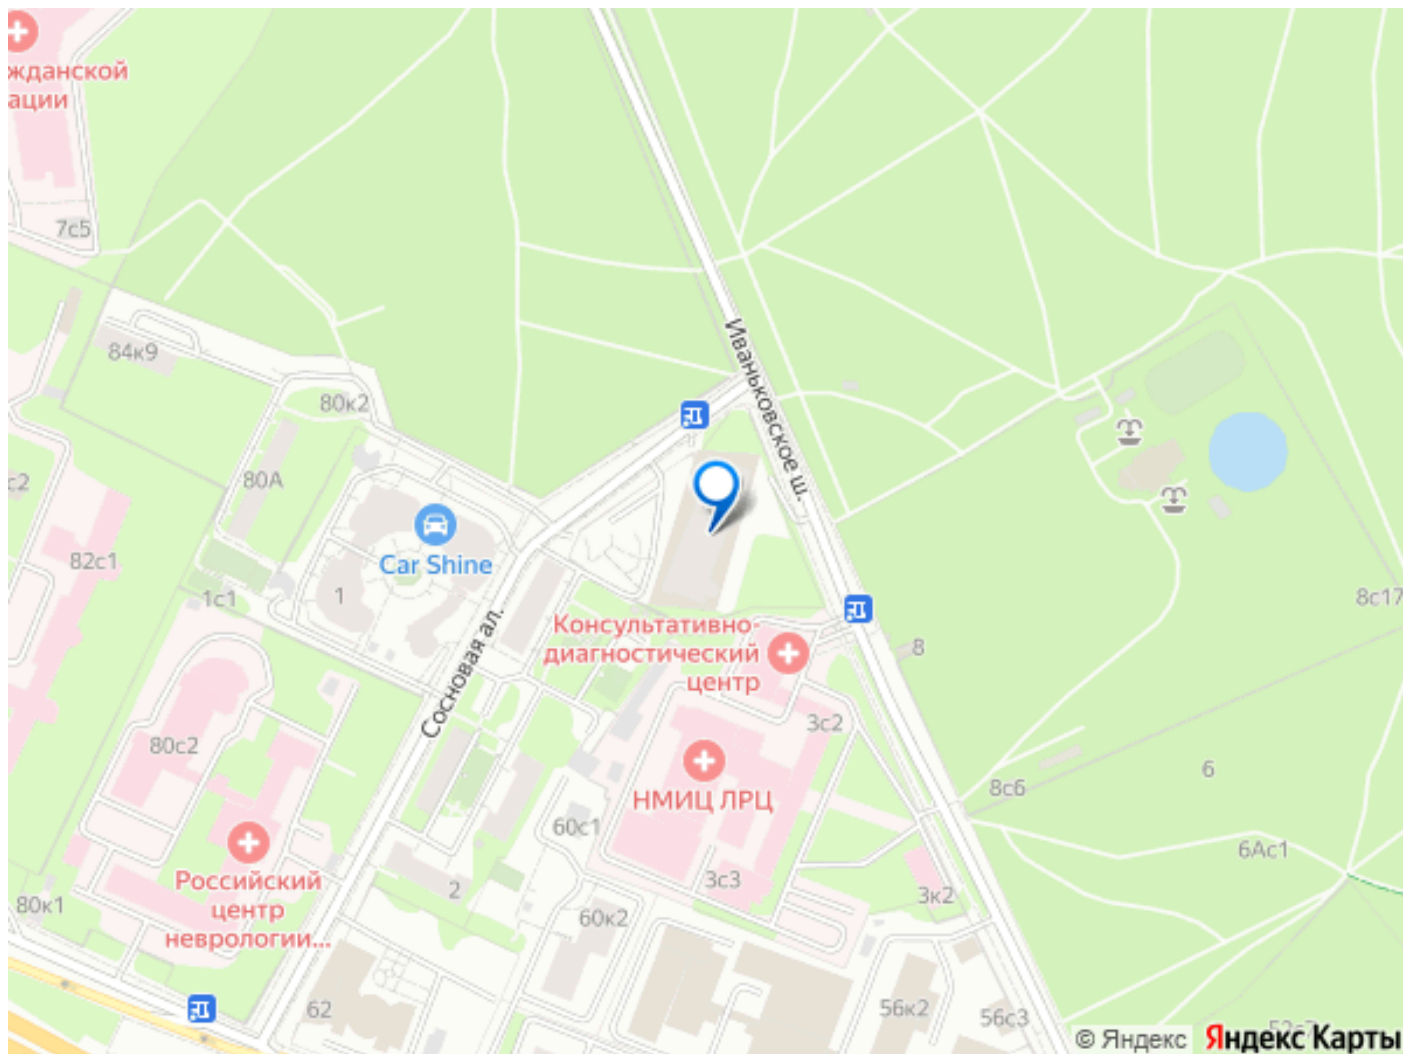 жданской
ации
7с5
84к9
80к2
Иваньковское ш.
с2
80А
Car Shine
82с1
1с1
1
8с17
Консультативно-
диагностический
центр
8
Сосновая ал.
3с2
80с2
6
8с6
НМИЦ ЛРЦ
60с1
6Ас1
Российский
центр
неврологии...
3с3
2
3к2
80к1
60к2
62
56к2
56с3
© Яндекс
Яндекс Карты